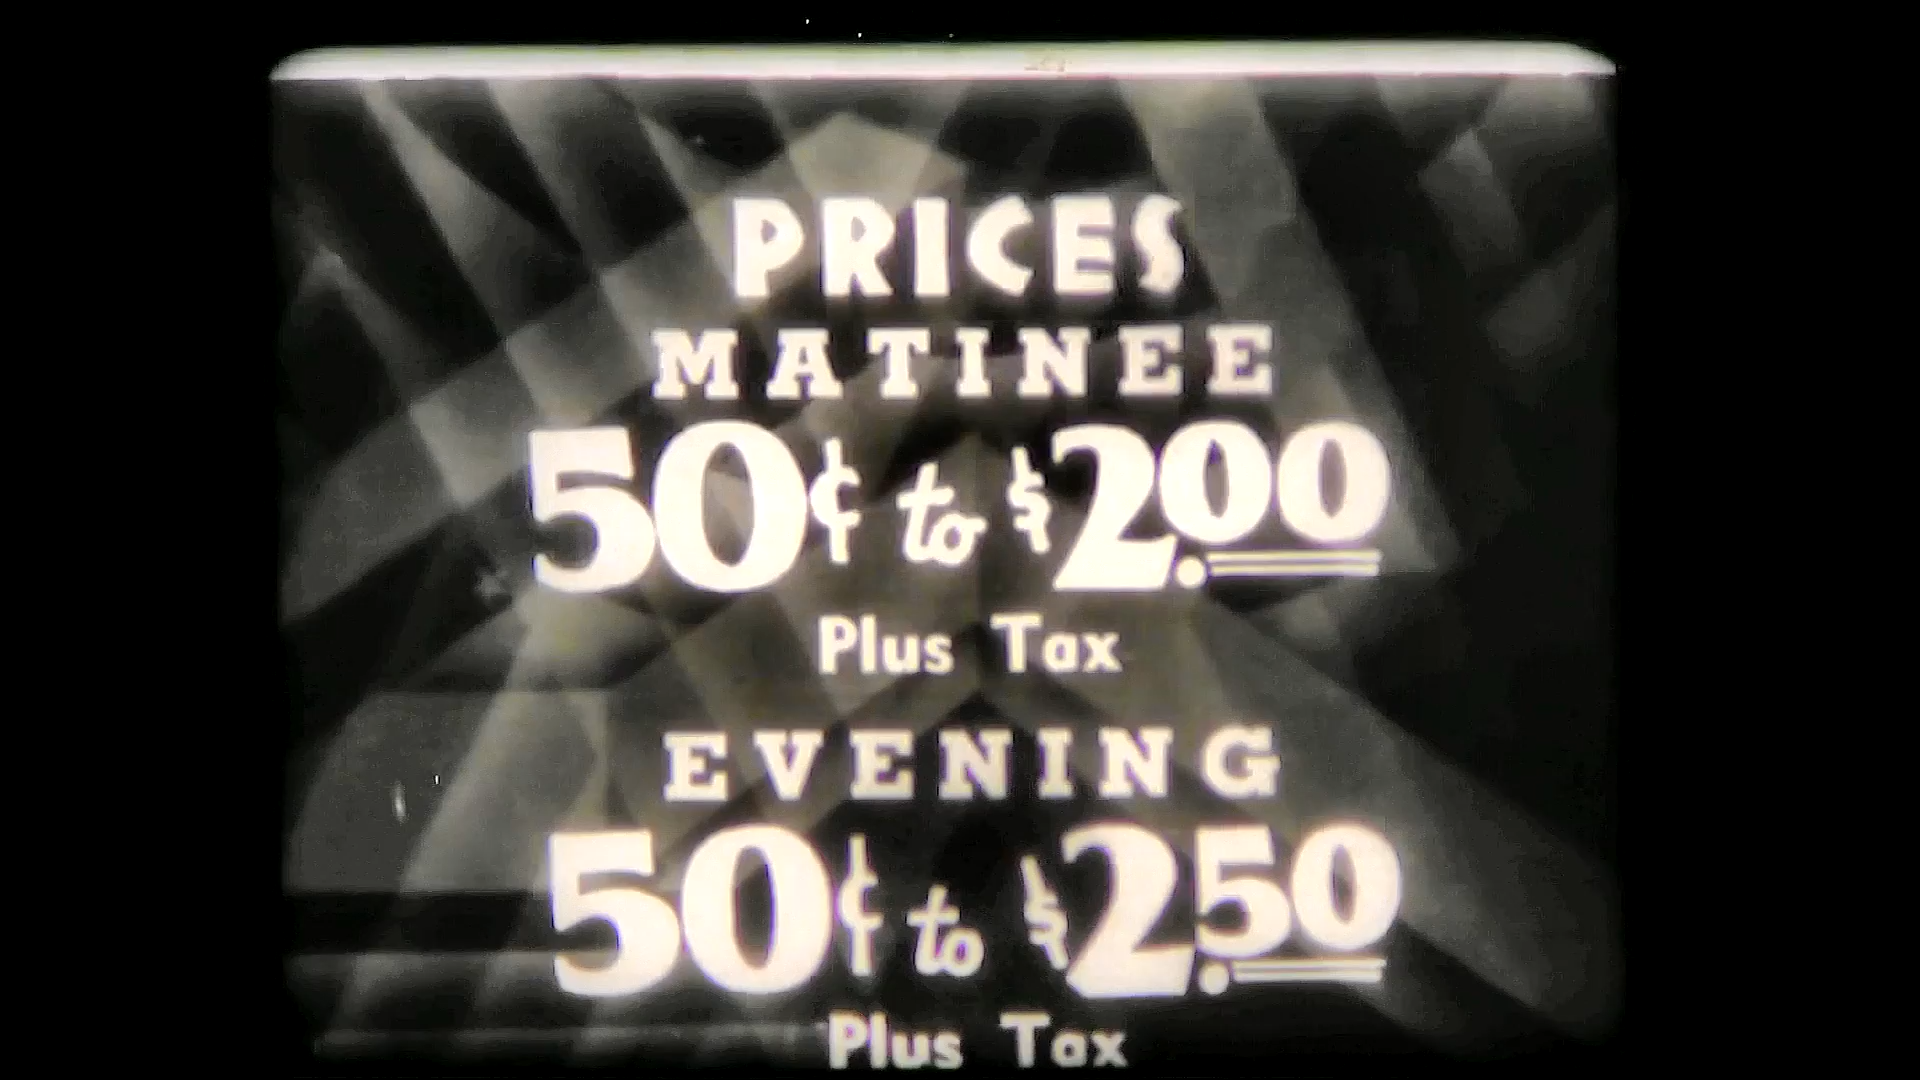 PRICES
MATINEE
50¢ to $2.00
Plus Tax
EVENING
50¢ to $2.50
Plus Tax